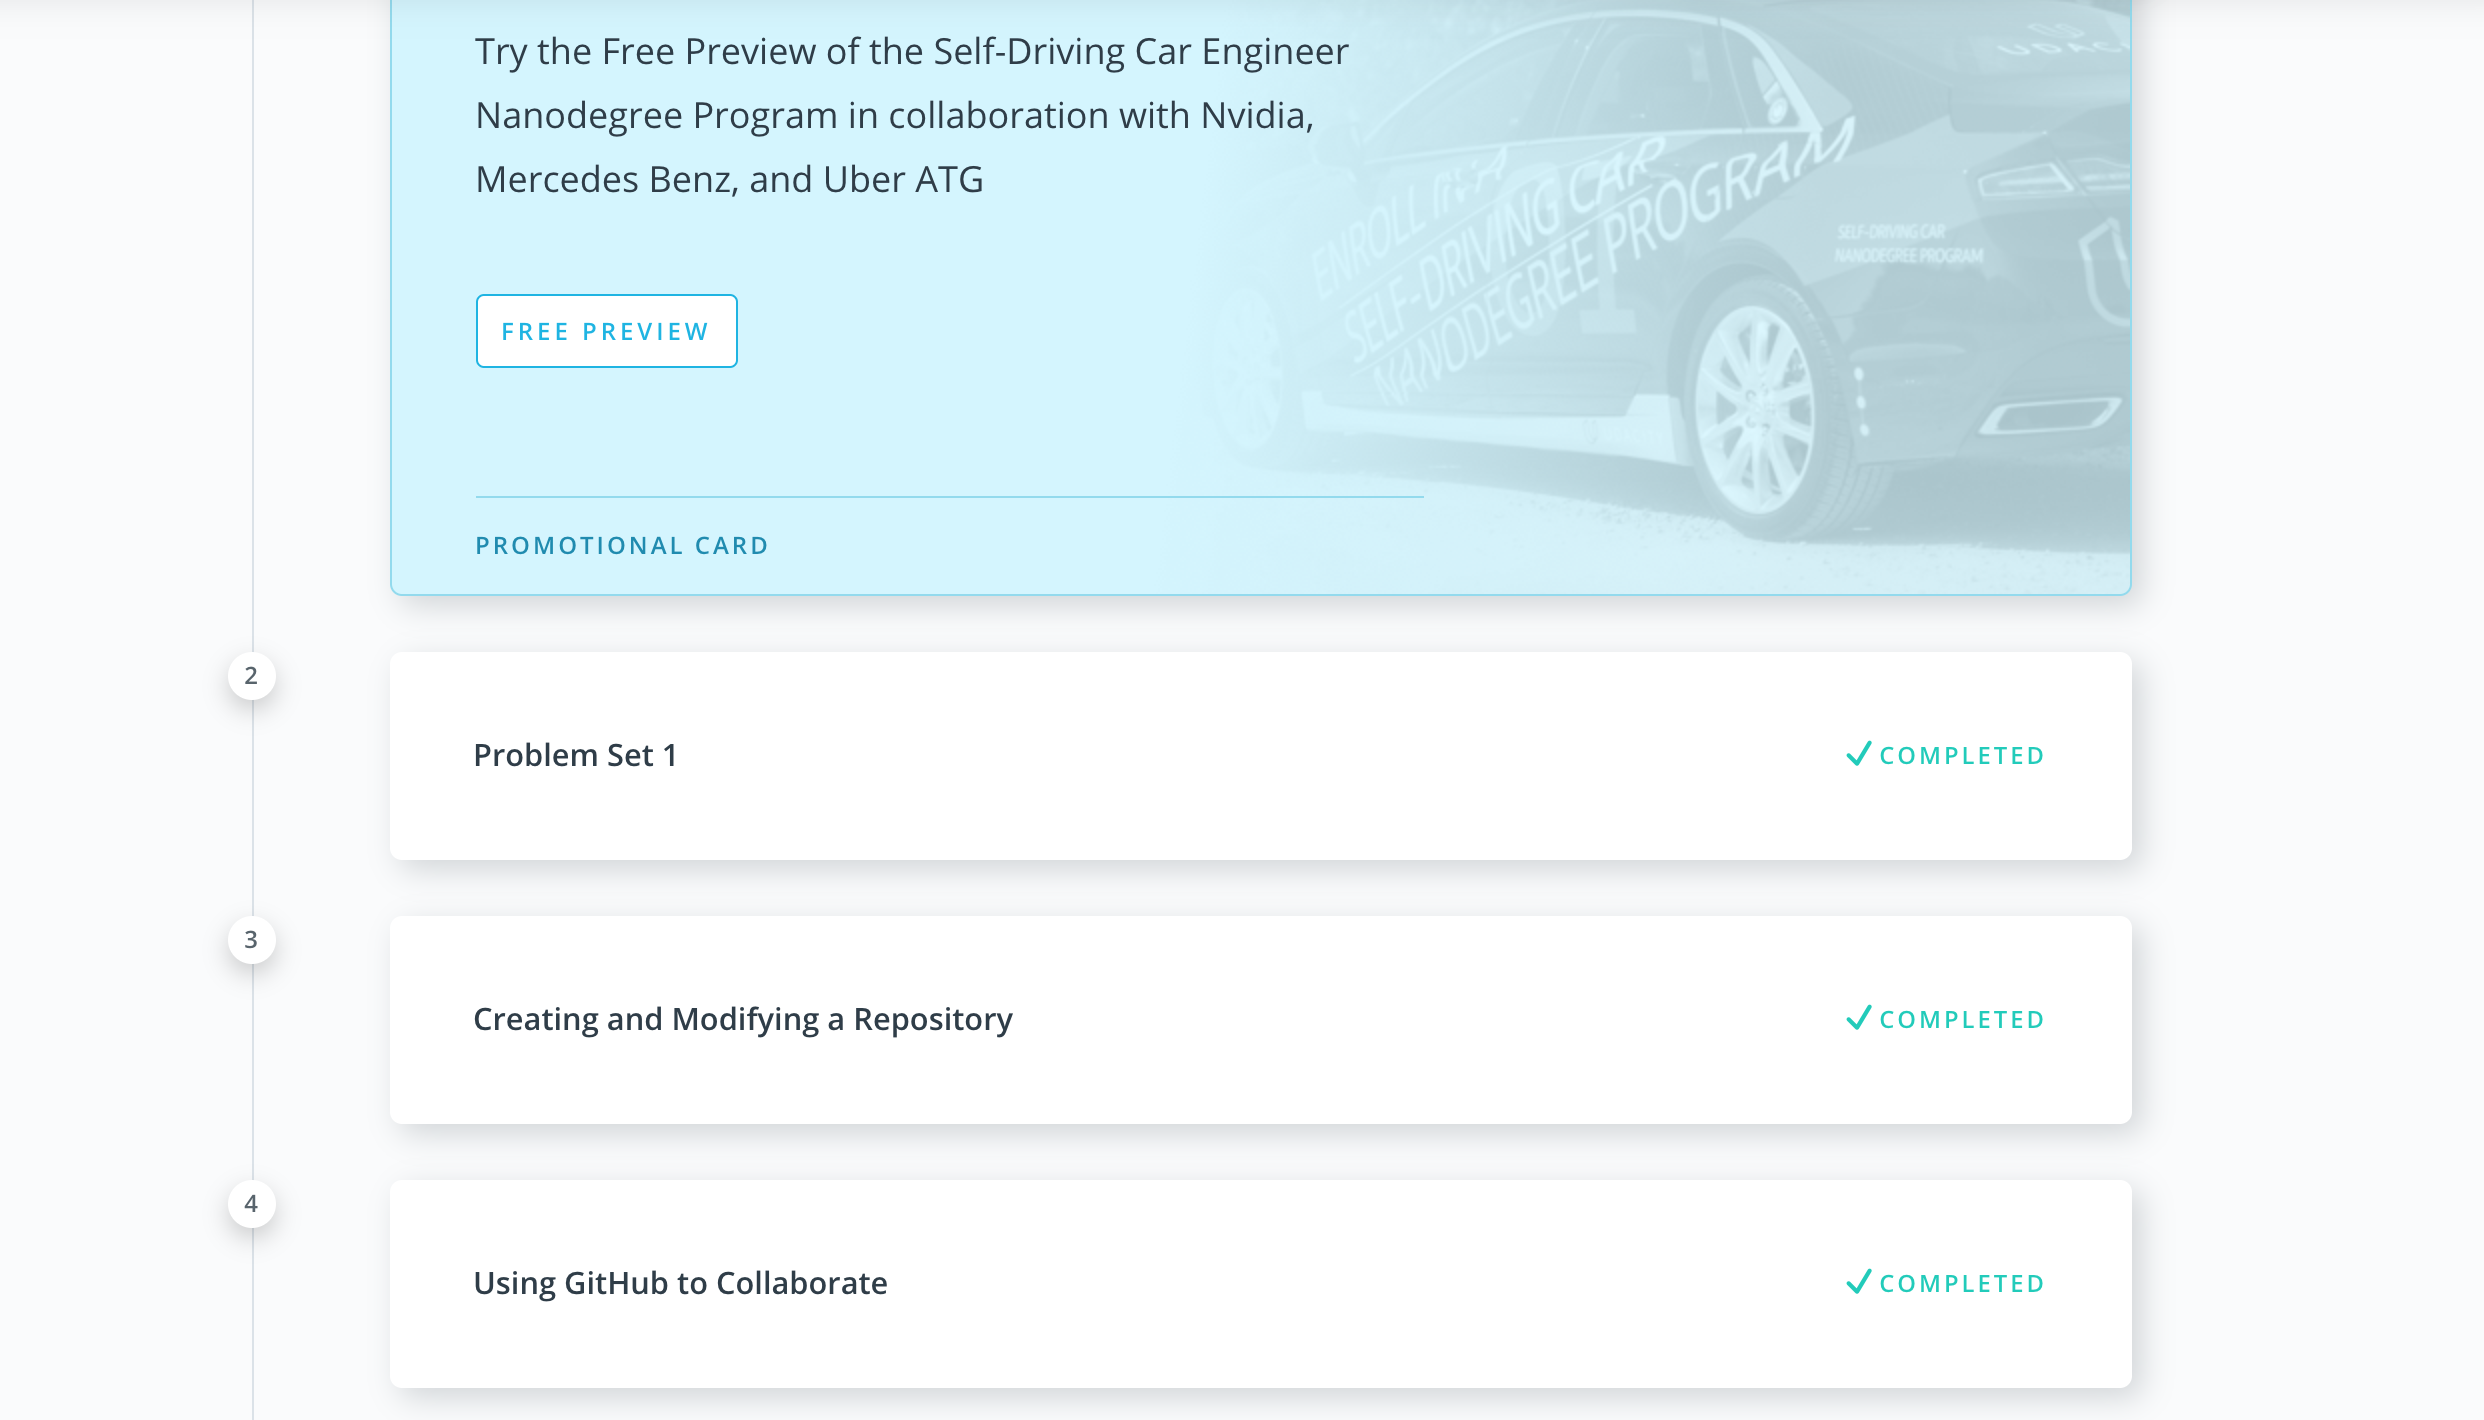 Try the Free Preview of the Self-Driving Car Engineer
Nanodegree Program in collaboration with Nvidia,
Mercedes Benz, and Uber ATG
UDAC
ENROLL IN A
SELF-DRIVING CAR
NANODEGREE PROGRAM
SELF-DRIVING CAR
NANODEGREE PROGRAM
FREE PREVIEW
PROMOTIONAL CARD
2
Problem Set 1
COMPLETED
3
Creating and Modifying a Repository
COMPLETED
4
Using GitHub to Collaborate
COMPLETED